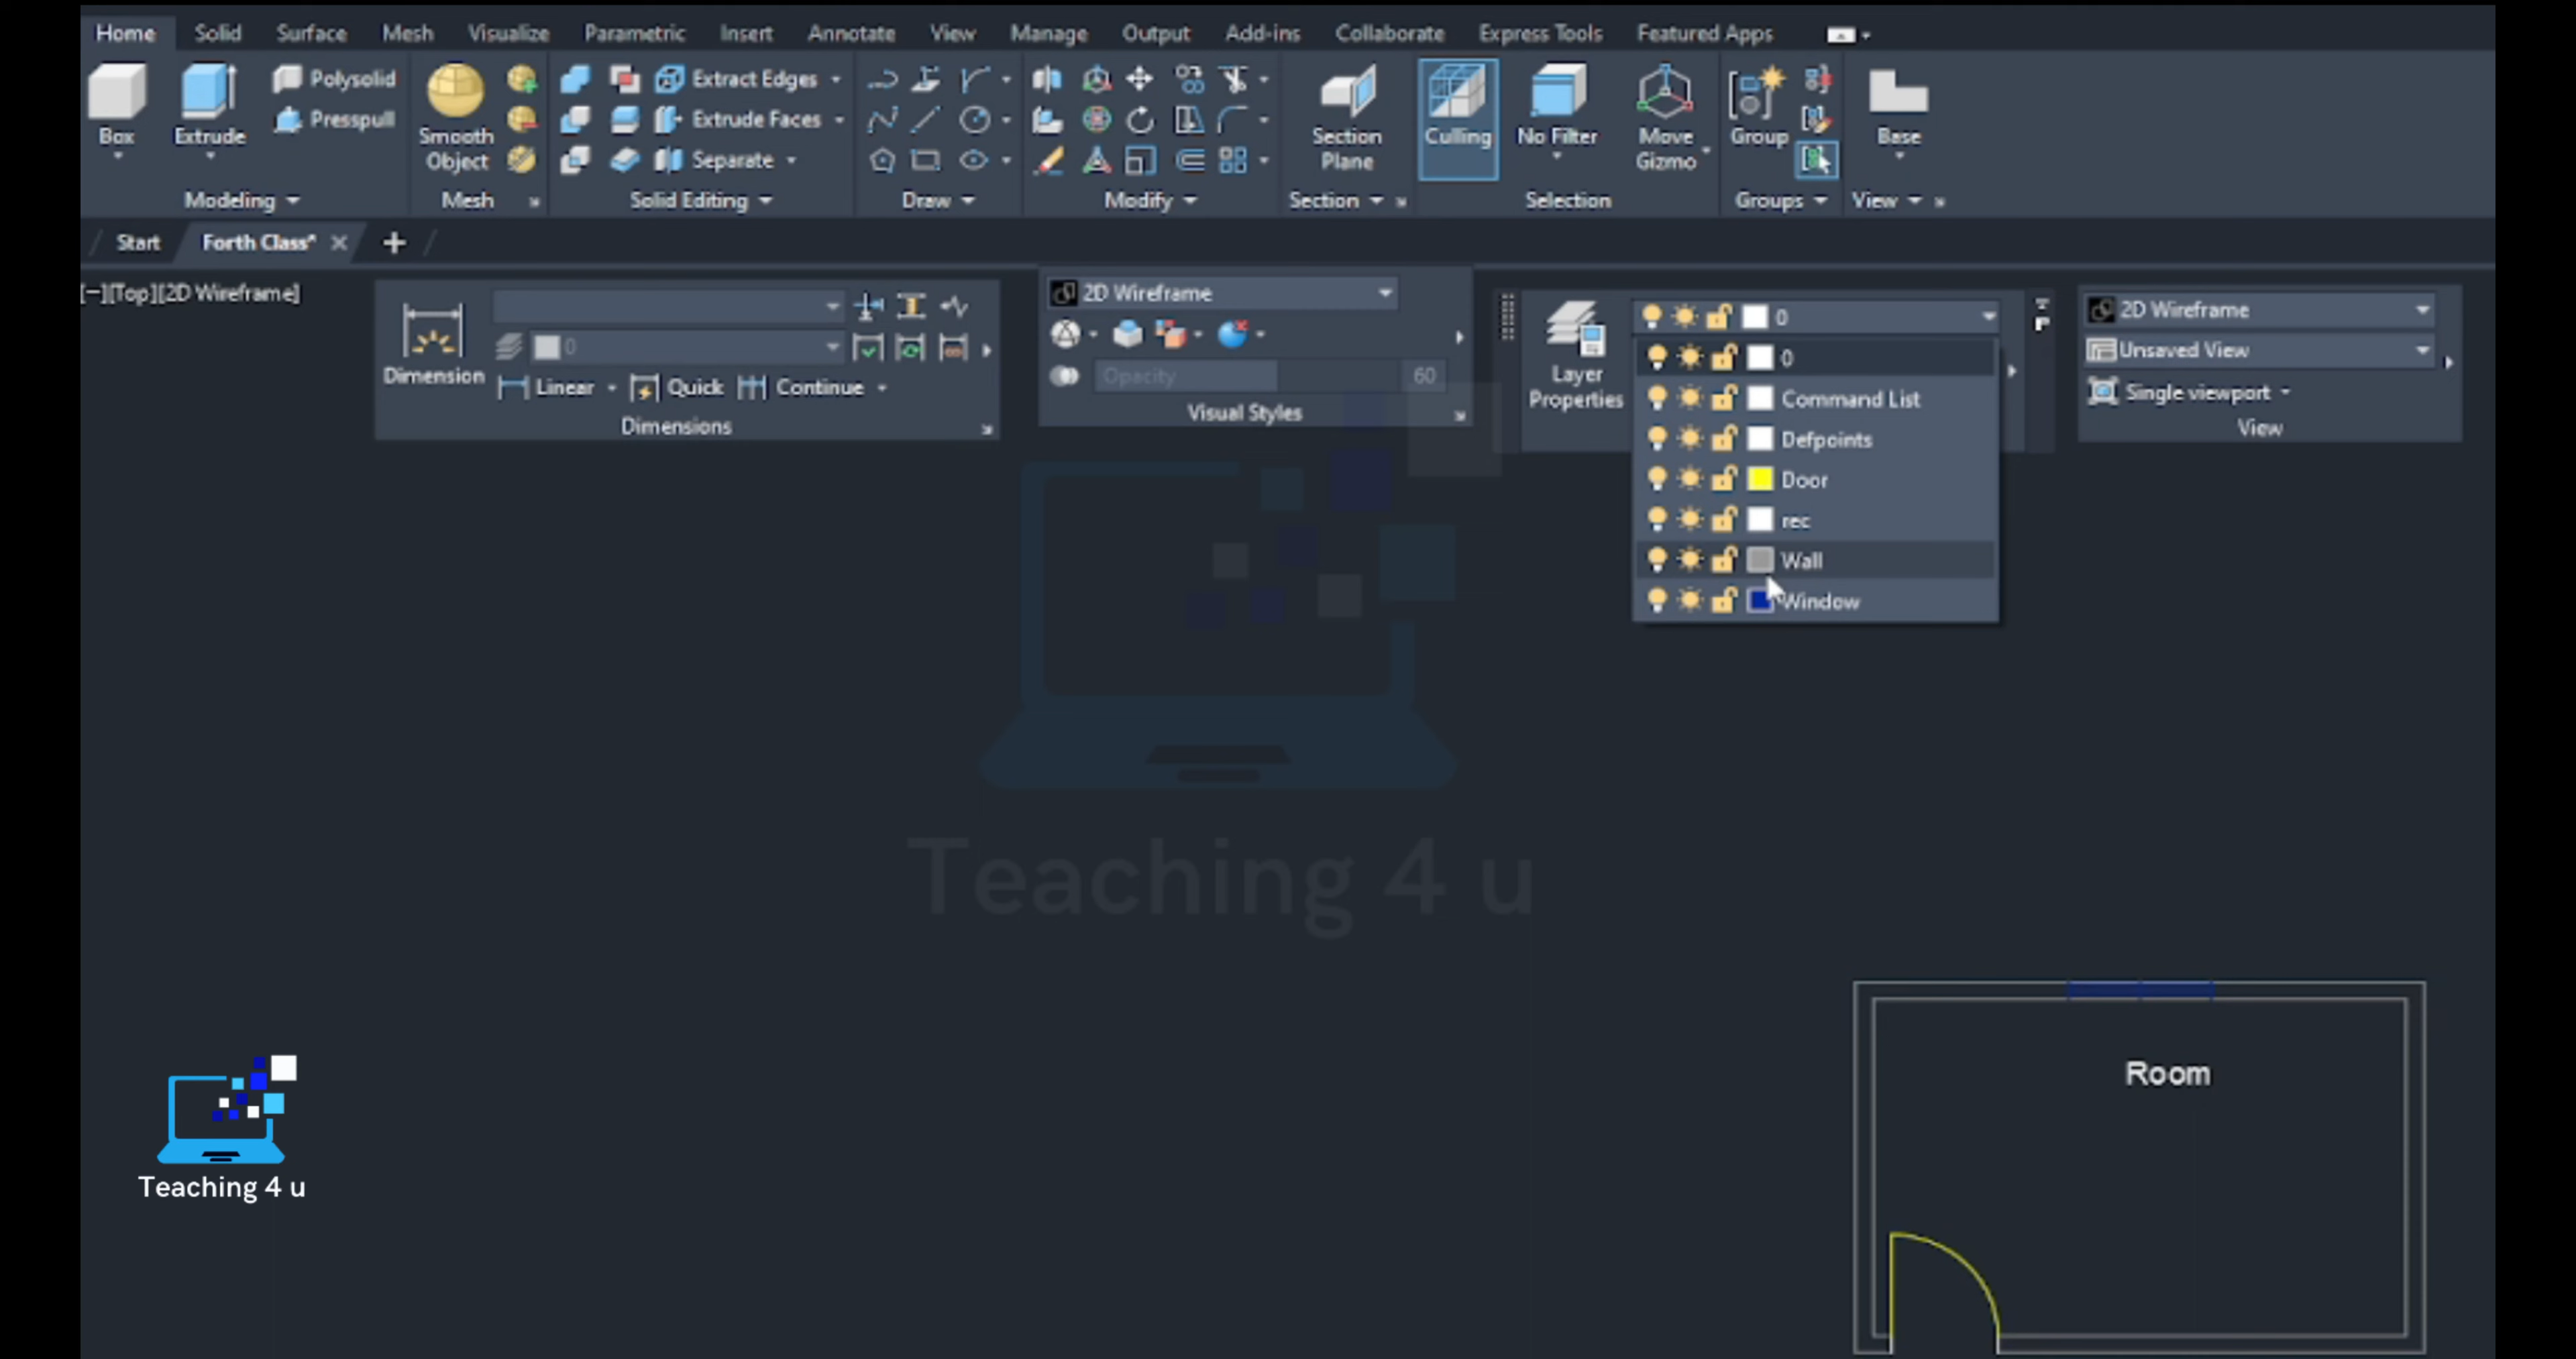 Home Solid Surface Mesh Visualize Parametric Insert Annotate View Manage Output Add-ins Collaborate Express Tools Featured Apps
Box
Extrude
Polysolid
Presspull
Modeling
Smooth
Object
Mesh
Extract Edges
Extrude Faces
Separate
Solid Editing
Draw
Modify
Section
Plane
Section
Culling
No Filter
Move
Gizmo
Selection
Group
Groups
Base
View
Start
Forth Class*
[−][Top][2D Wireframe]
Dimension
0
Linear Quick Continue
Dimensions
2D Wireframe
Opacity 60
Visual Styles
Layer
Properties
0
0
Command List
Defpoints
Door
rec
Wall
Window
2D Wireframe
Unsaved View
Single viewport
View
Teaching 4 u
Room
Teaching 4 u